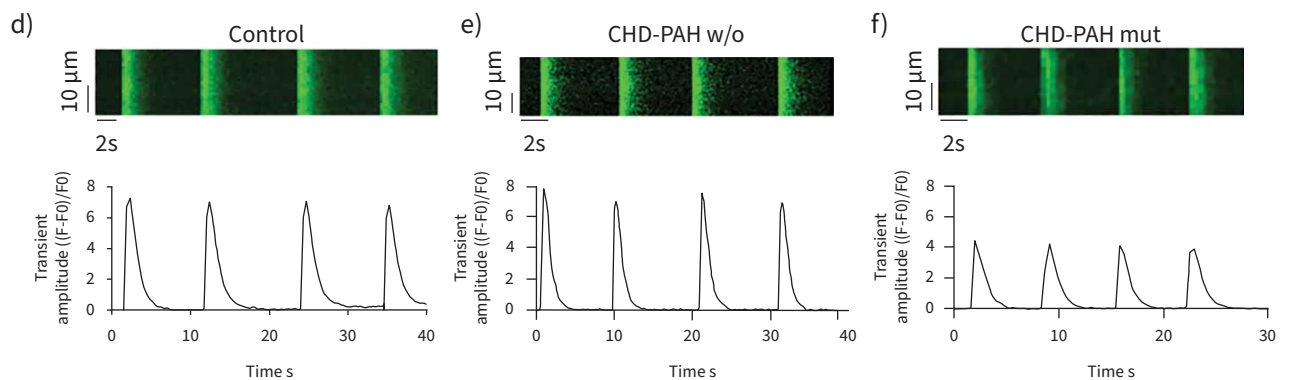 d)
Control
10 μm
2s
Transient
amplitude ((F-F0)/F0)
8
6
4
2
0
0 10 20 30 40
Time s
e)
CHD-PAH w/o
10 μm
2s
Transient
amplitude ((F-F0)/F0)
8
6
4
2
0
0 10 20 30 40
Time s
f)
CHD-PAH mut
10 μm
2s
Transient
amplitude ((F-F0)/F0)
8
6
4
2
0
0 10 20 30
Time s